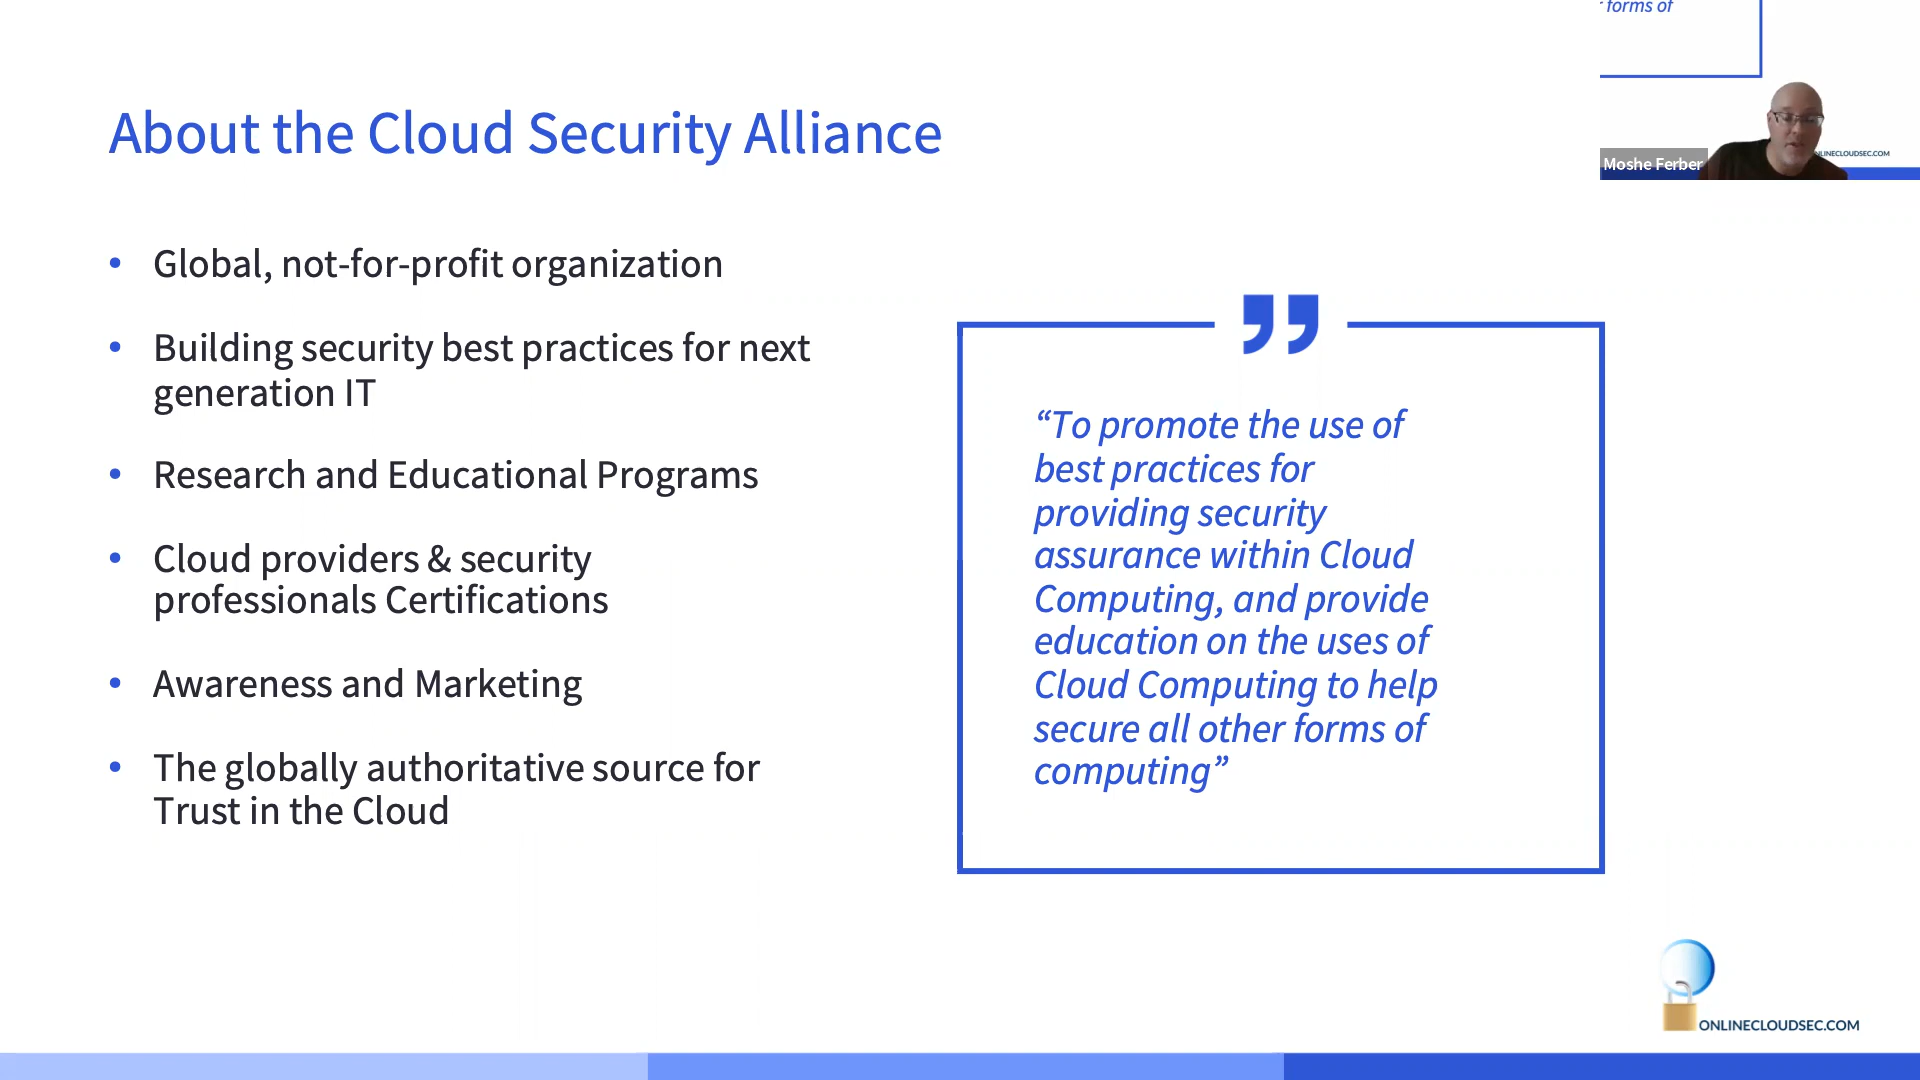 r forms of
About the Cloud Security Alliance
Moshe Ferber
NLINECLOUDSEC.COM
• Global, not-for-profit organization
• Building security best practices for next
generation IT
• Research and Educational Programs
• Cloud providers & security
professionals Certifications
• Awareness and Marketing
• The globally authoritative source for
Trust in the Cloud
“To promote the use of
best practices for
providing security
assurance within Cloud
Computing, and provide
education on the uses of
Cloud Computing to help
secure all other forms of
computing”
ONLINECLOUDSEC.COM